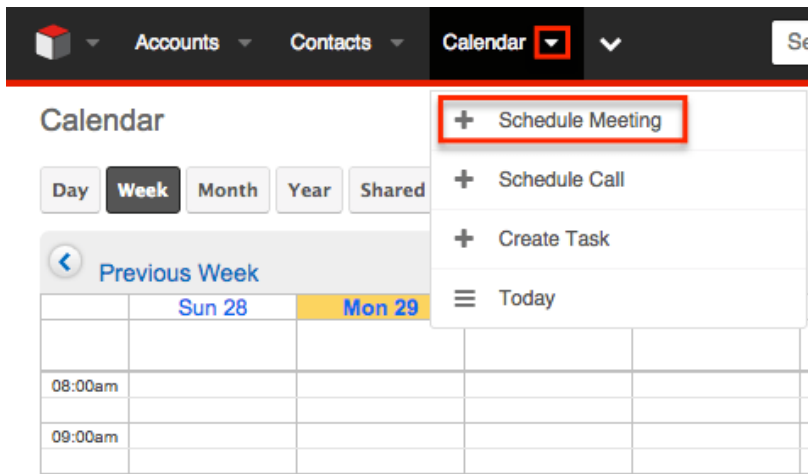 Accounts Contacts Calendar Se
Calendar
Schedule Meeting
Day Week Month Year Shared
Schedule Call
Create Task
Previous Week
Today
Sun 28 Mon 29
08:00am
09:00am